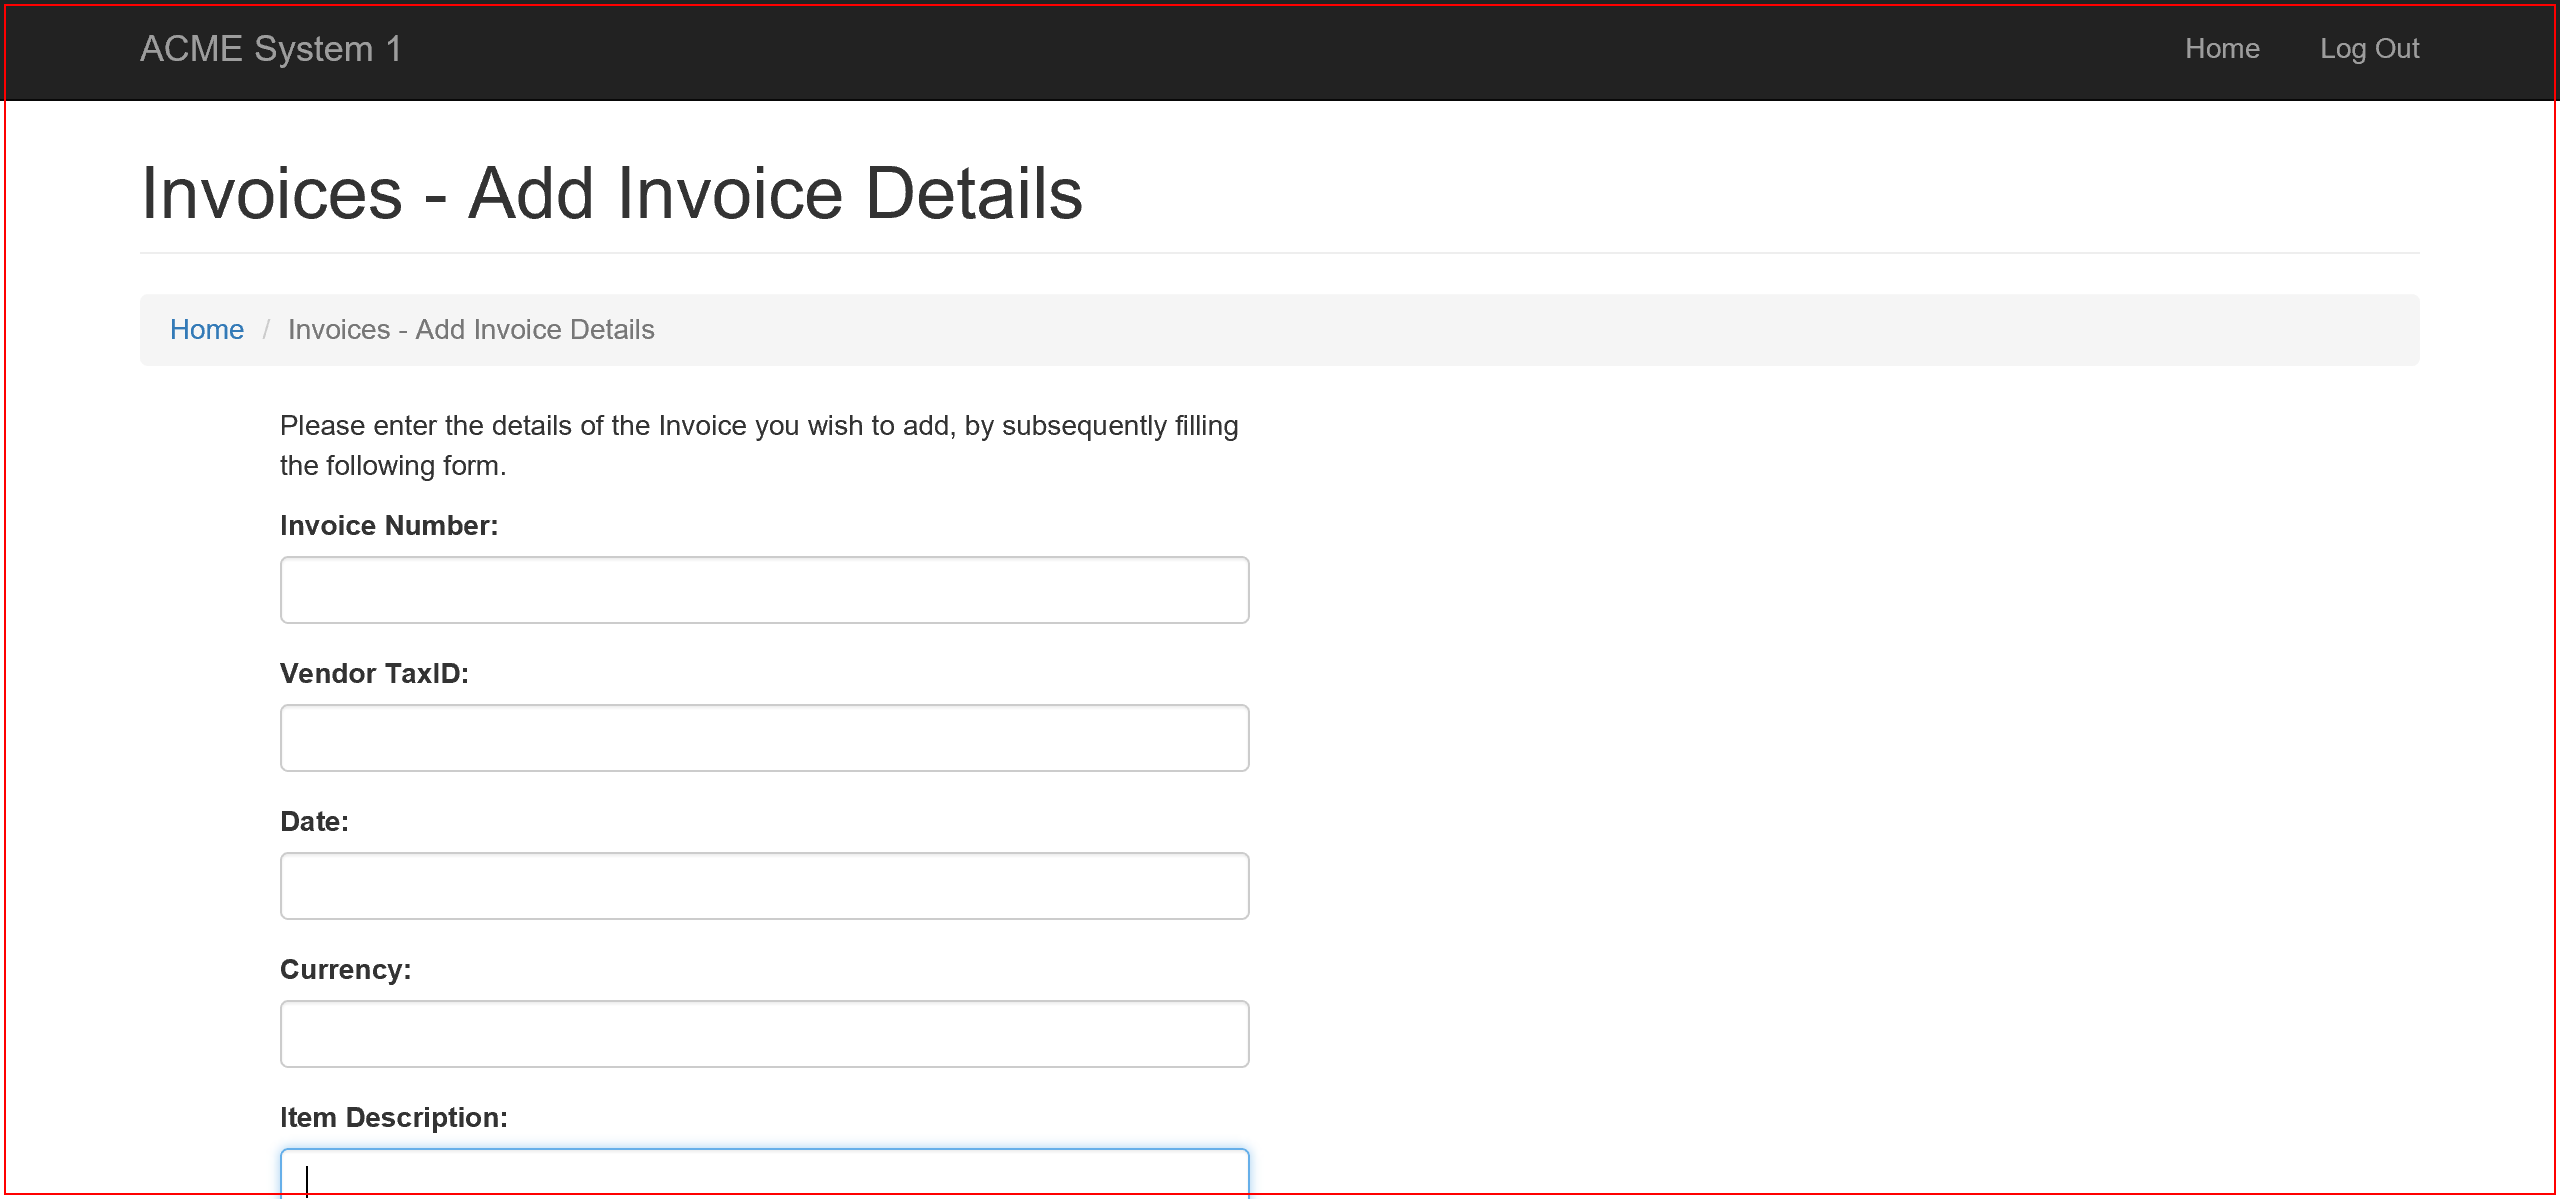 ACME System 1
Home
Log Out
Invoices - Add Invoice Details
Home / Invoices - Add Invoice Details
Please enter the details of the Invoice you wish to add, by subsequently filling
the following form.
Invoice Number:
Vendor TaxID:
Date:
Currency:
Item Description: